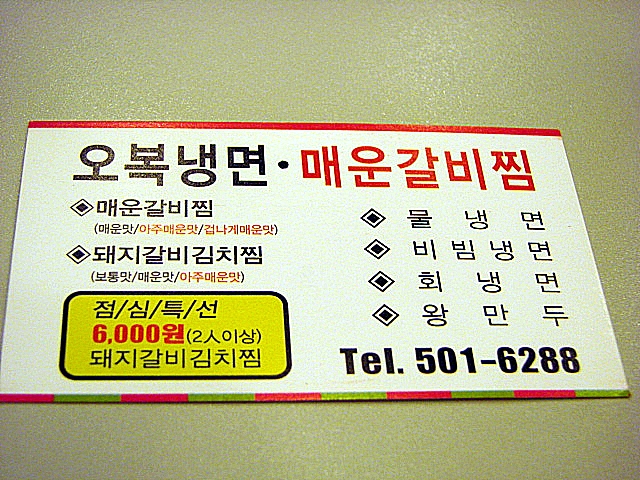 오복냉면·매운갈비찜
◈매운갈비찜
(매운맛/아주매운맛/겁나게매운맛)
◈돼지갈비김치찜
(보통맛/매운맛/아주매운맛)
점/심/특/선
6,000원(2人이상)
돼지갈비김치찜
◈ 물 냉 면
◈ 비 빔 냉 면
◈ 회 냉 면
◈ 왕 만 두
Tel. 501-6288